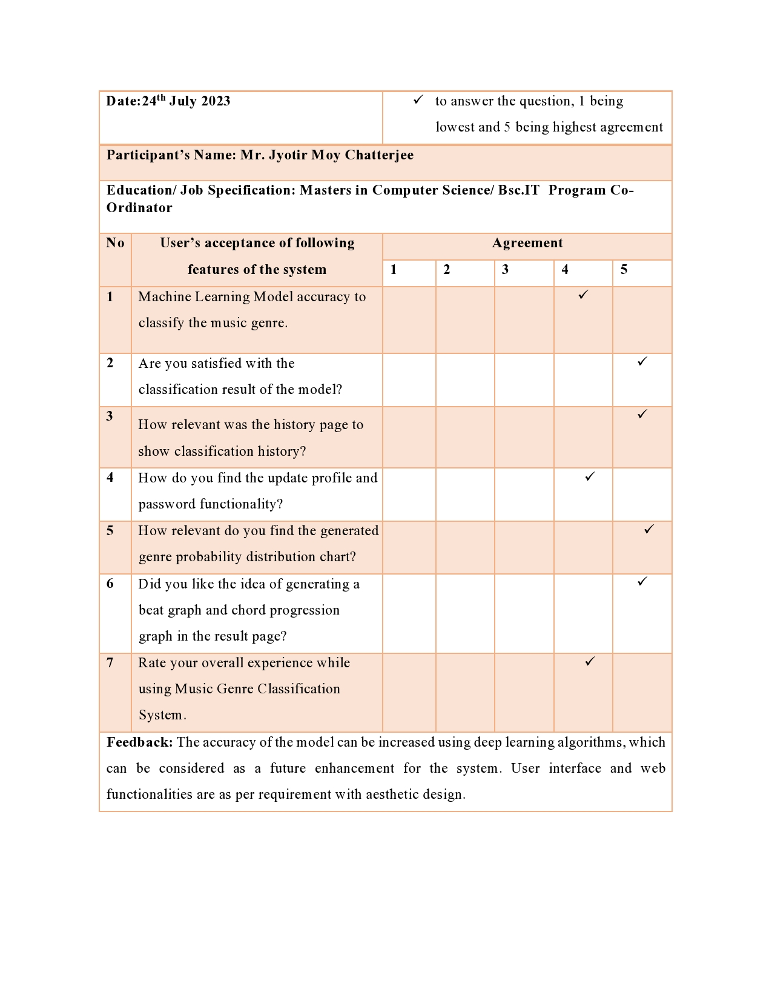 Date:24th July 2023
✓ to answer the question, 1 being
lowest and 5 being highest agreement
Participant’s Name: Mr. Jyotir Moy Chatterjee
Education/ Job Specification: Masters in Computer Science/ Bsc.IT Program Co-
Ordinator
No
User’s acceptance of following
features of the system
Agreement
1 2 3 4 5
1 Machine Learning Model accuracy to ✓
classify the music genre.
2 Are you satisfied with the ✓
classification result of the model?
3 ✓
How relevant was the history page to
show classification history?
4 How do you find the update profile and ✓
password functionality?
5 How relevant do you find the generated ✓
genre probability distribution chart?
6 Did you like the idea of generating a ✓
beat graph and chord progression
graph in the result page?
7 Rate your overall experience while ✓
using Music Genre Classification
System.
Feedback: The accuracy of the model can be increased using deep learning algorithms, which
can be considered as a future enhancement for the system. User interface and web
functionalities are as per requirement with aesthetic design.